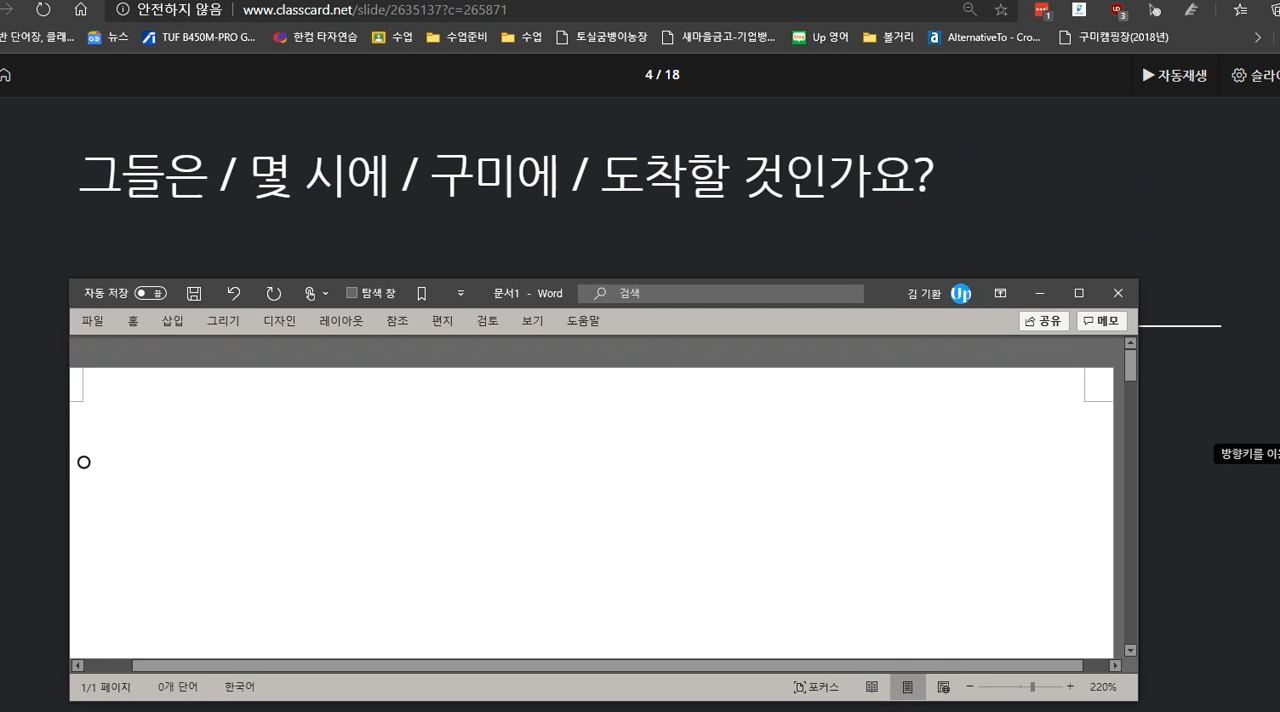 안전하지 않음 www.classcard.net/slide/2635137?c=265871
1 3
반 단어장, 클래... 뉴스 TUF B450M-PRO G... 한컴 타자연습 수업 수업준비 수업 토실굼벵이농장 새마을금고-기업뱅... Up 영어 볼거리 AlternativeTo - Cro... 구미캠핑장(2018년)
4 / 18 자동재생 슬라
그들은 / 몇 시에 / 구미에 / 도착할 것인가요?
자동 저장 끔 탐색 창 문서1 - Word 검색 김 기환 Up
파일 홈 삽입 그리기 디자인 레이아웃 참조 편지 검토 보기 도움말 공유 메모
방향키를 이
1/1 페이지 0개 단어 한국어 포커스 220%